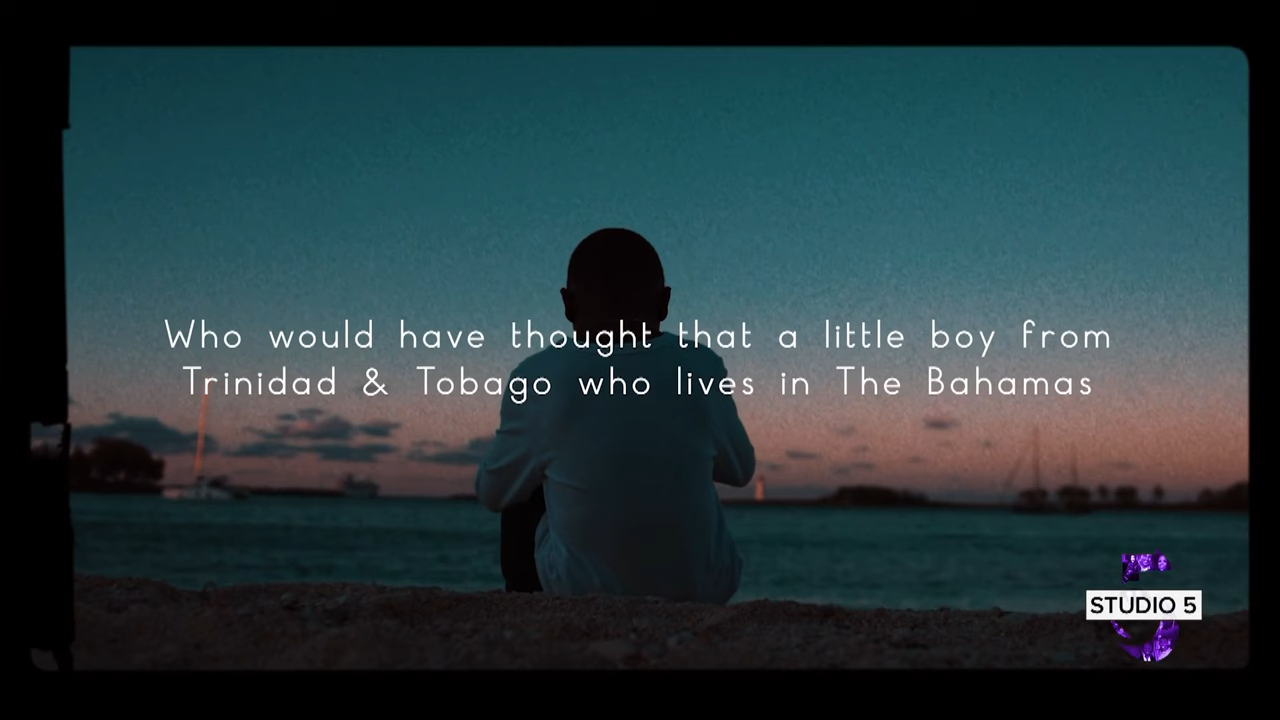 Who would have thought that a little boy from
Trinidad & Tobago who lives in The Bahamas
STUDIO 5